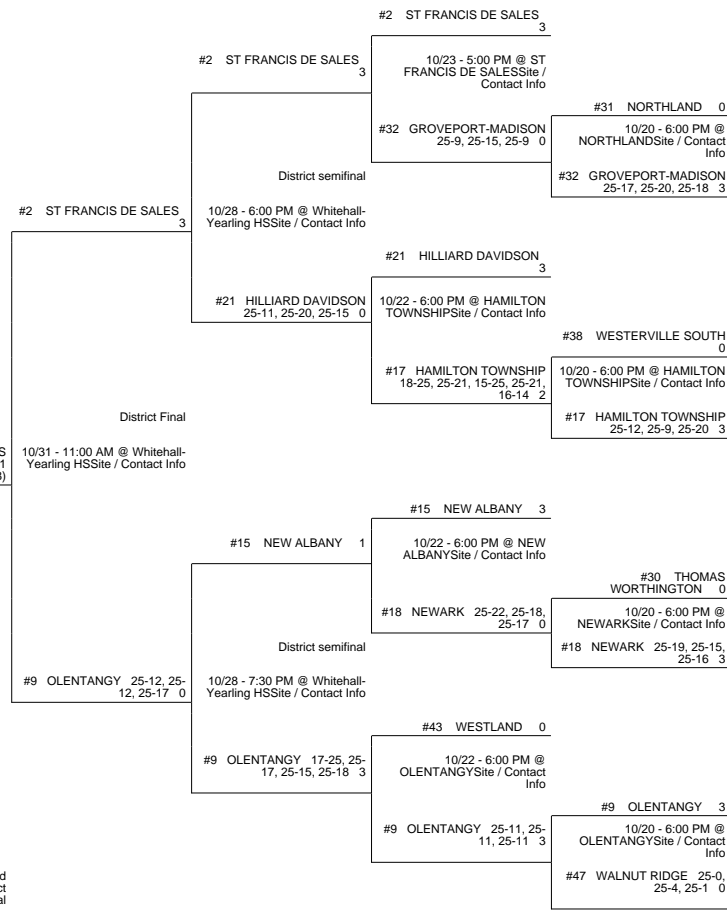 #2 ST FRANCIS DE SALES
3
#2 ST FRANCIS DE SALES
3
10/23 - 5:00 PM @ ST
FRANCIS DE SALESSite /
Contact Info
#31 NORTHLAND 0
#32 GROVEPORT-MADISON
25-9, 25-15, 25-9 0
10/20 - 6:00 PM @
NORTHLANDSite / Contact
Info
District semifinal
#32 GROVEPORT-MADISON
25-17, 25-20, 25-18 3
#2 ST FRANCIS DE SALES
3
10/28 - 6:00 PM @ Whitehall-
Yearling HSSite / Contact Info
#21 HILLIARD DAVIDSON
3
#21 HILLIARD DAVIDSON
25-11, 25-20, 25-15 0
10/22 - 6:00 PM @ HAMILTON
TOWNSHIPSite / Contact Info
#38 WESTERVILLE SOUTH
0
#17 HAMILTON TOWNSHIP
18-25, 25-21, 15-25, 25-21,
16-14 2
10/20 - 6:00 PM @ HAMILTON
TOWNSHIPSite / Contact Info
District Final
#17 HAMILTON TOWNSHIP
25-12, 25-9, 25-20 3
S
1
3)
10/31 - 11:00 AM @ Whitehall-
Yearling HSSite / Contact Info
#15 NEW ALBANY 3
#15 NEW ALBANY 1
10/22 - 6:00 PM @ NEW
ALBANYSite / Contact Info
#30 THOMAS
WORTHINGTON 0
#18 NEWARK 25-22, 25-18,
25-17 0
10/20 - 6:00 PM @
NEWARKSite / Contact Info
District semifinal
#18 NEWARK 25-19, 25-15,
25-16 3
#9 OLENTANGY 25-12, 25-
12, 25-17 0
10/28 - 7:30 PM @ Whitehall-
Yearling HSSite / Contact Info
#43 WESTLAND 0
#9 OLENTANGY 17-25, 25-
17, 25-15, 25-18 3
10/22 - 6:00 PM @
OLENTANGYSite / Contact
Info
#9 OLENTANGY 3
#9 OLENTANGY 25-11, 25-
11, 25-11 3
10/20 - 6:00 PM @
OLENTANGYSite / Contact
Info
#47 WALNUT RIDGE 25-0,
25-4, 25-1 0
d
ct
al